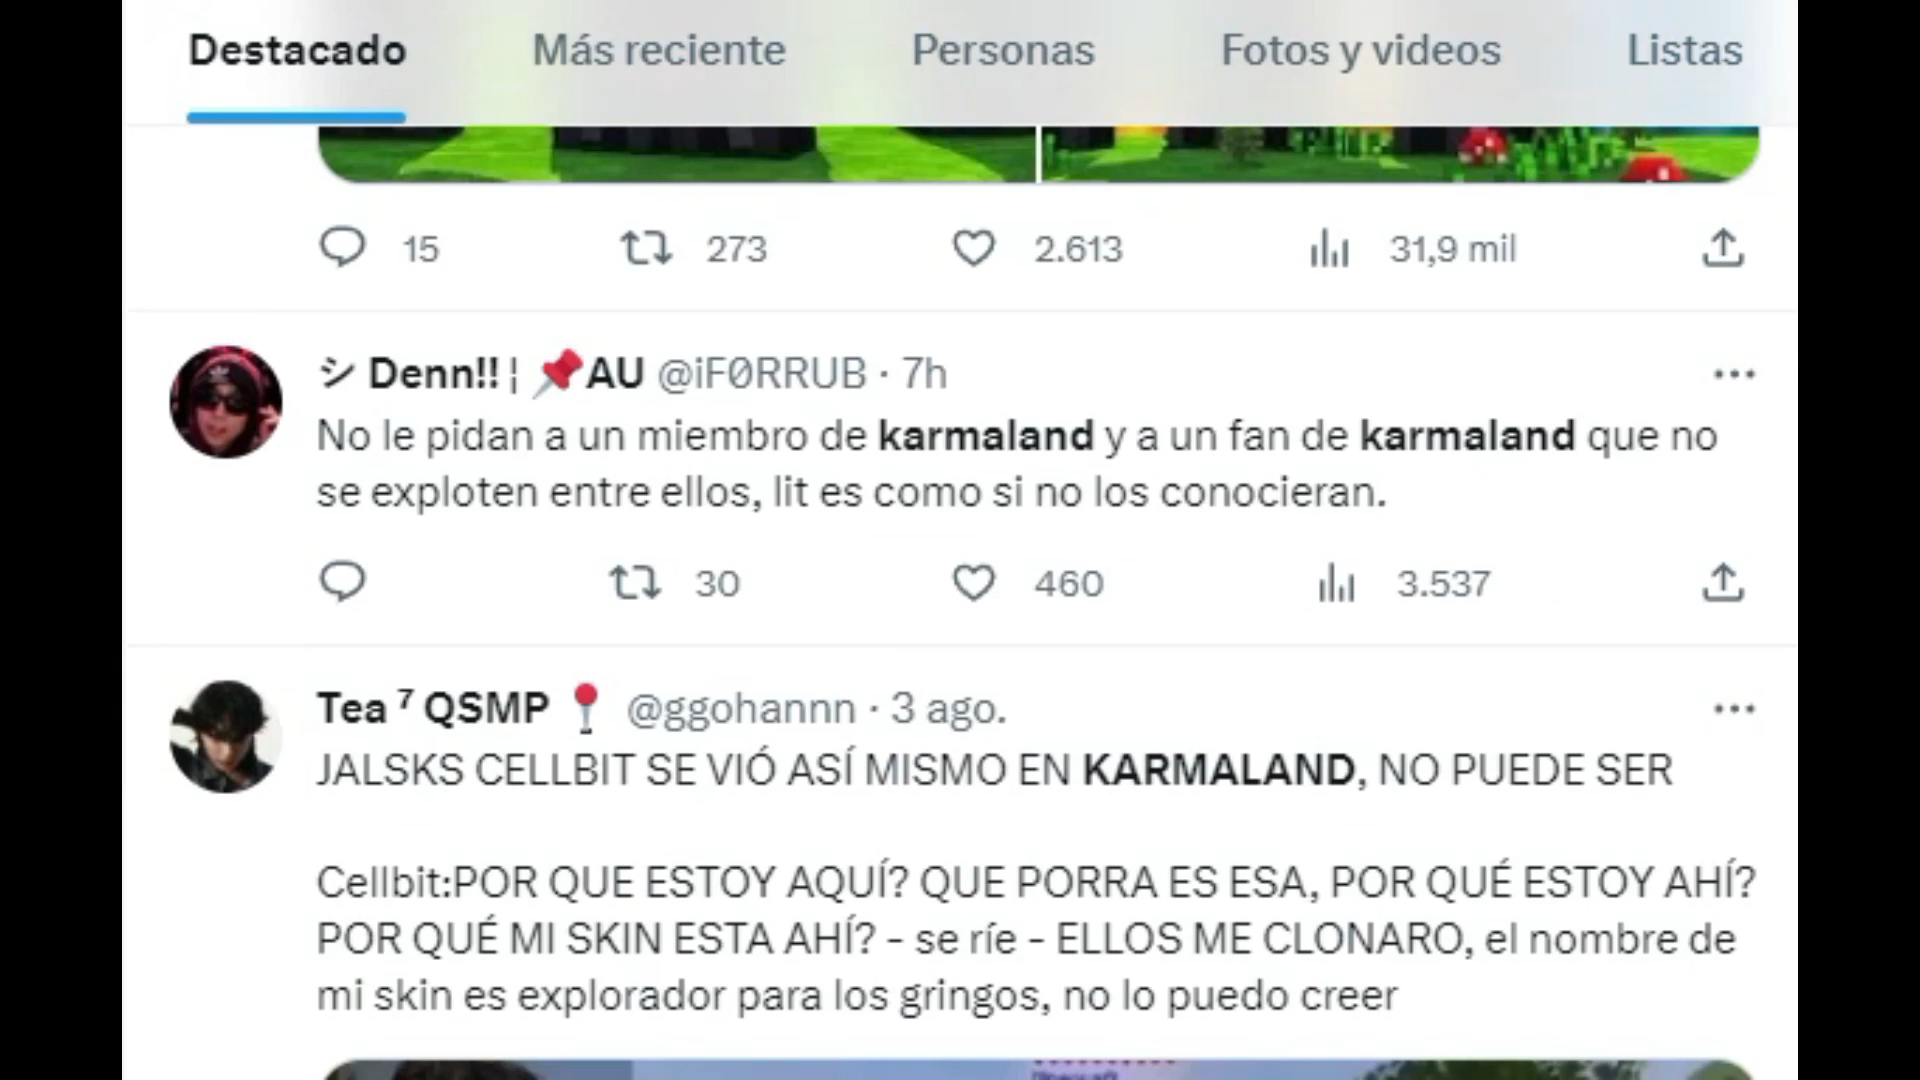 Destacado Más reciente Personas Fotos y videos Listas
15 273 2.613 31,9 mil
シ Denn!! ¦ 📌AU @iF0RRUB · 7h
No le pidan a un miembro de karmaland y a un fan de karmaland que no
se exploten entre ellos, lit es como si no los conocieran.
30 460 3.537
Tea ⁷ QSMP 📍 @ggohannn · 3 ago.
JALSKS CELLBIT SE VIÓ ASÍ MISMO EN KARMALAND, NO PUEDE SER
Cellbit:POR QUE ESTOY AQUÍ? QUE PORRA ES ESA, POR QUÉ ESTOY AHÍ?
POR QUÉ MI SKIN ESTA AHÍ? - se ríe - ELLOS ME CLONARO, el nombre de
mi skin es explorador para los gringos, no lo puedo creer